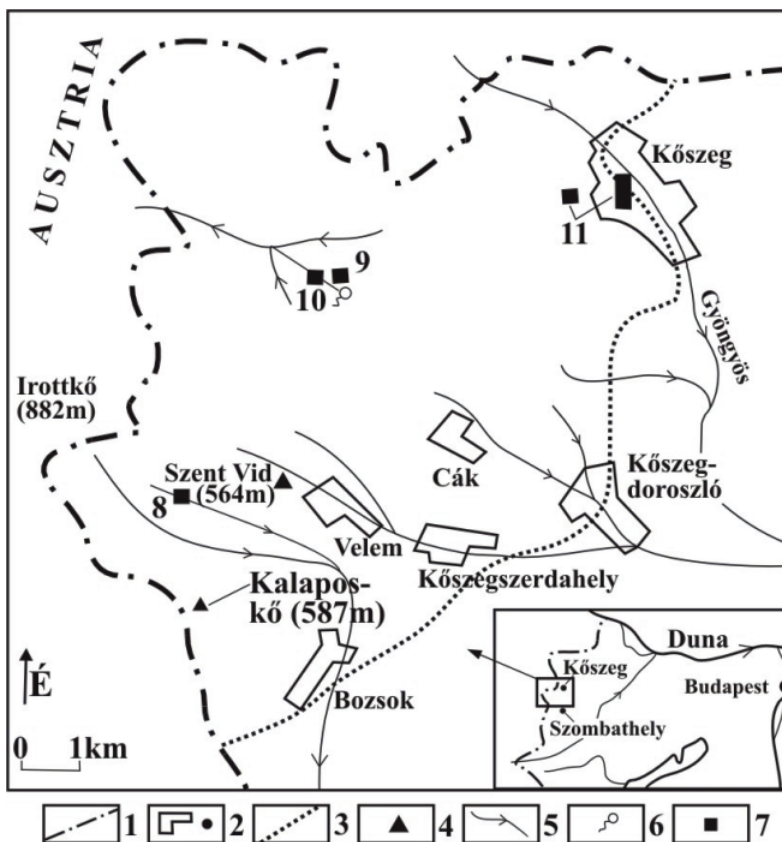 AUSZTRIA
Kőszeg
11
9
10
Gyöngyös
Irottkő
(882m)
Szent Vid
(564m)
8
Cák
Kőszeg-
doroszló
Velem
Kőszegszerdahely
Kalapos-
kő (587m)
É
Bozsok
0 1km
Duna
Kőszeg
Budapest
Szombathely
1 2 3 4 5 6 7